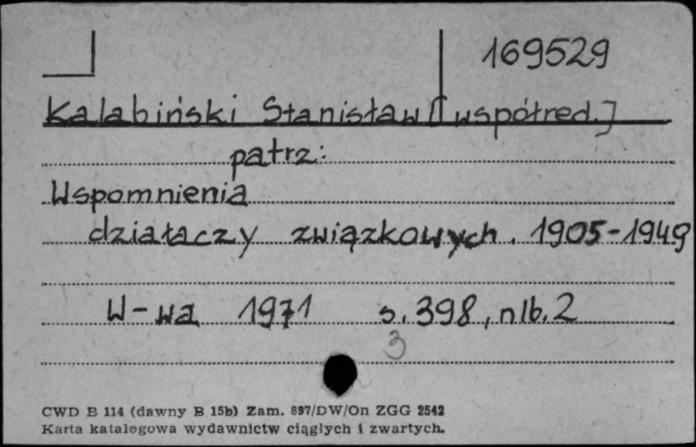 169529
Kalabiński Stanisław [współred.]
patrz:
Wspomnienia
działaczy związkowych. 1905-1949
W-wa 1971 s. 398, nlb. 2
3
CWD B 114 (dawny B 15b) Zam. 897/DW/On ZGG 2542
Karta katalogowa wydawnictw ciągłych i zwartych.